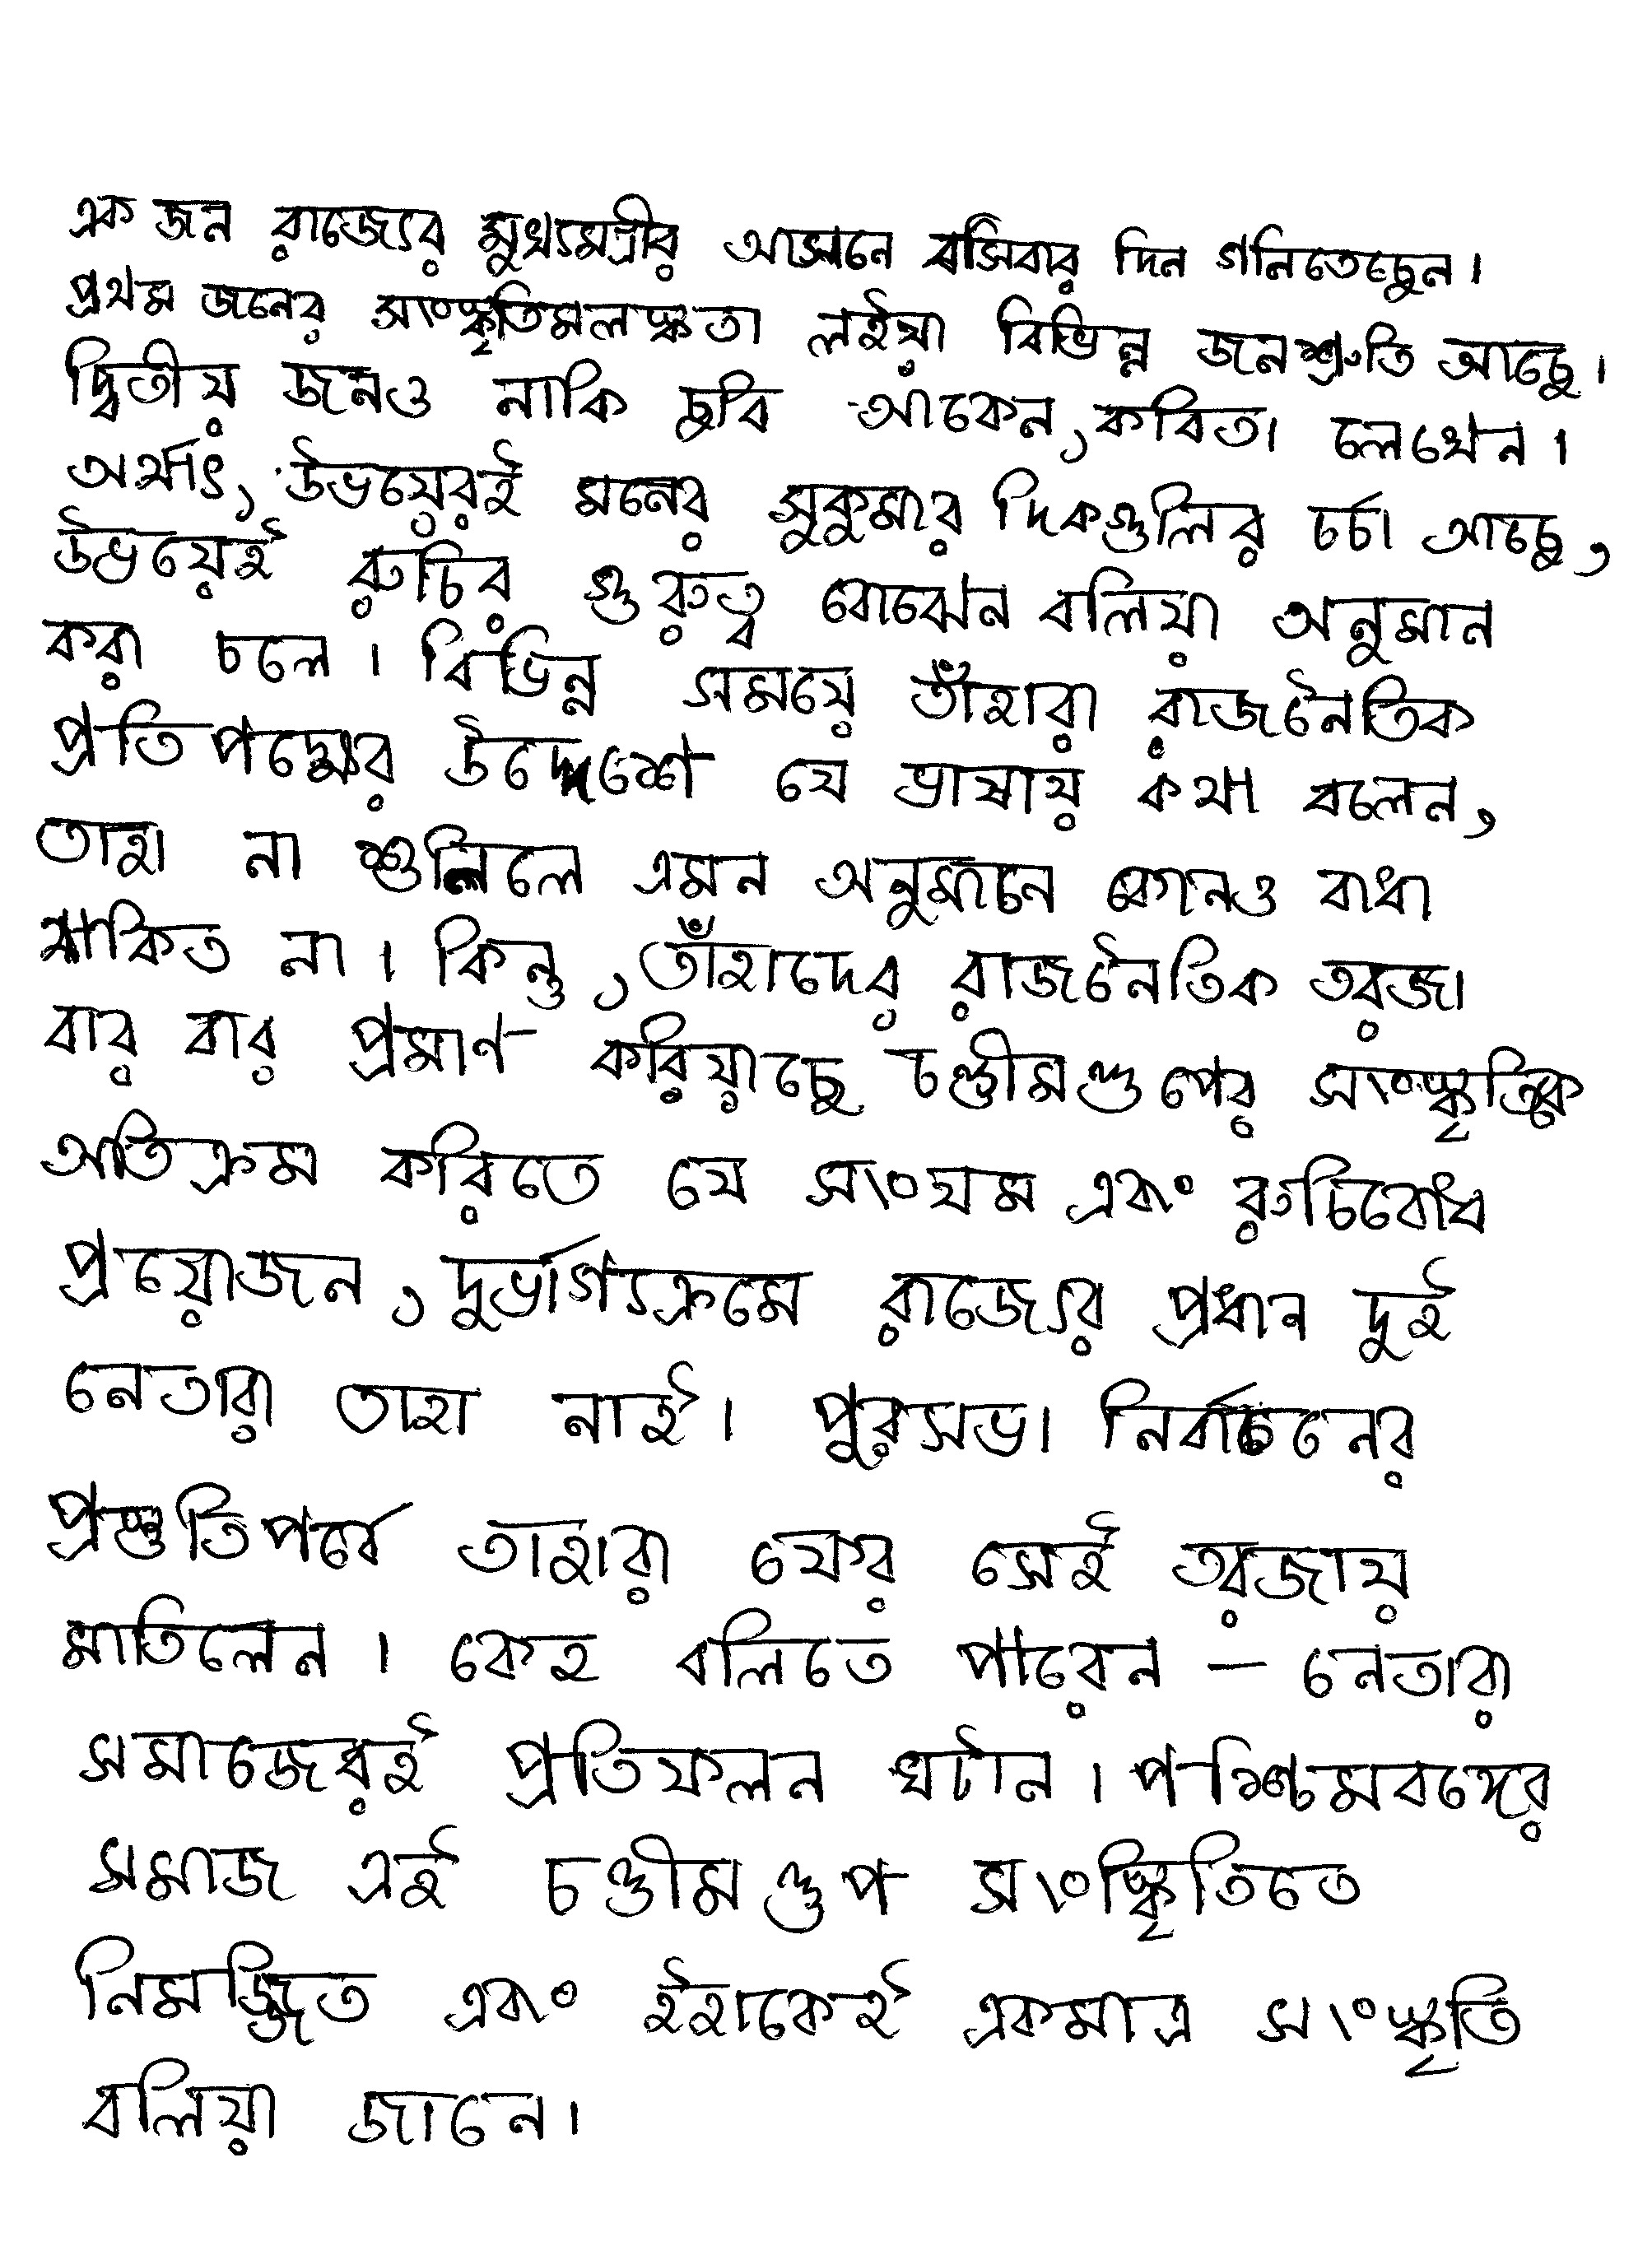 এক জন রাজ্যের মুখ্যমন্ত্রীর আসনে বসিবার দিন গনিতেছেন।
প্রথম জনের সাংস্কৃতিমলস্কতা লইয়া বিভিন্ন জনশ্রুতি আছে।
দ্বিতীয় জনও নাকি ছবি আঁকেন, কবিতা লেখেন।
অর্থাৎ, উভয়েরই মনের সুকুমার দিকগুলির চর্চা আছে,
উভয়েই রুচির গুরুত্ব বোঝেন বলিয়া অনুমান
করা চলে। বিভিন্ন সময়ে তাঁহারা রাজনৈতিক
প্রতিপক্ষের উদ্দেশে যে ভাষায় কথা বলেন,
তাহা না শুনিলে এমন অনুমানে কোনও বাধা
থাকিত না। কিন্তু, তাঁহাদের রাজনৈতিক তরজা
বার বার প্রমাণ করিয়াছে চণ্ডীমণ্ডপের সাংস্কৃতিকে
অতিক্রম করিতে যে সাংযম এবাং রুচিবোধ
প্রয়োজন, দুর্ভাগ্যক্রমে রাজ্যের প্রধান দুই
নেতারা তাহা নাই। পুরসভা নির্বাচনের
প্রস্তুতিপর্বে তাহারা যের সেই তরজায়
মাতিলেন। কেহ বলিতে পারেন – নেতারা
সমাজেরই প্রতিফলন ঘটান। পশ্চিমবঙ্গের
সমাজ এই চণ্ডীমণ্ডপ সাংস্কৃতিতে
নিমজ্জিত এবাং ইহাকেই একমাত্র সাংস্কৃতি
বলিয়া জানে।